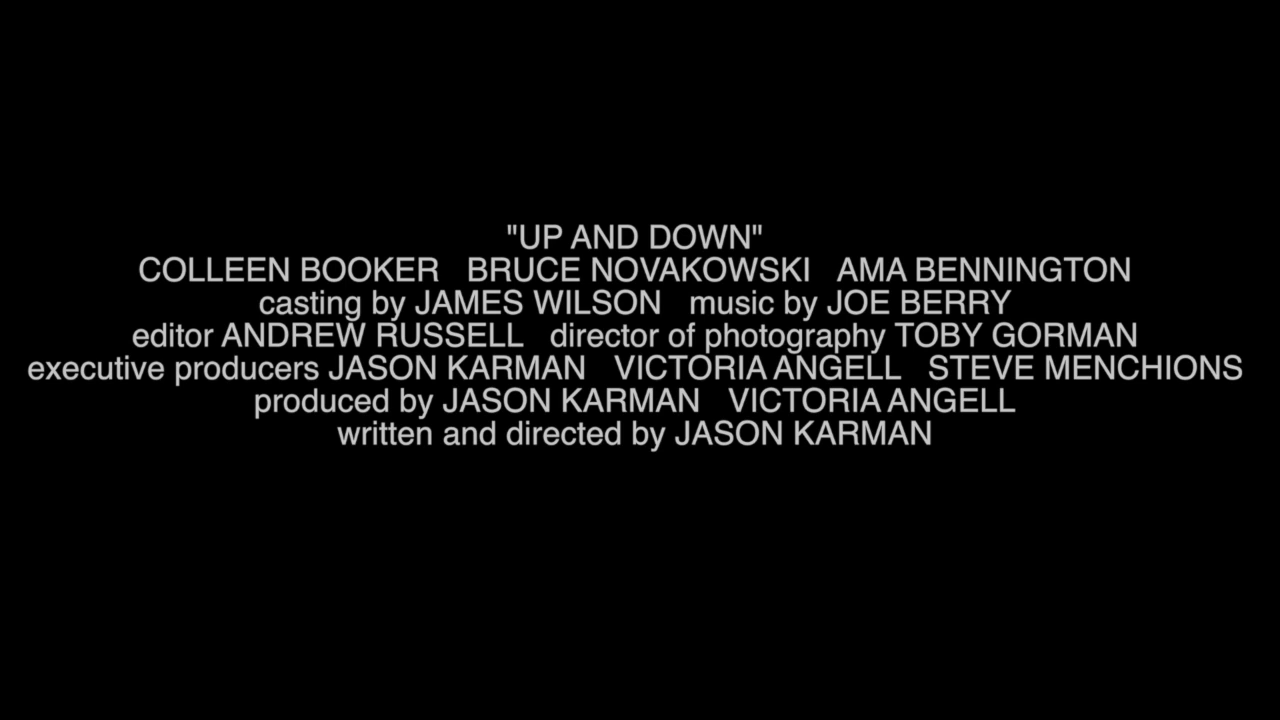 "UP AND DOWN"
COLLEEN BOOKER BRUCE NOVAKOWSKI AMA BENNINGTON
casting by JAMES WILSON music by JOE BERRY
editor ANDREW RUSSELL director of photography TOBY GORMAN
executive producers JASON KARMAN VICTORIA ANGELL STEVE MENCHIONS
produced by JASON KARMAN VICTORIA ANGELL
written and directed by JASON KARMAN